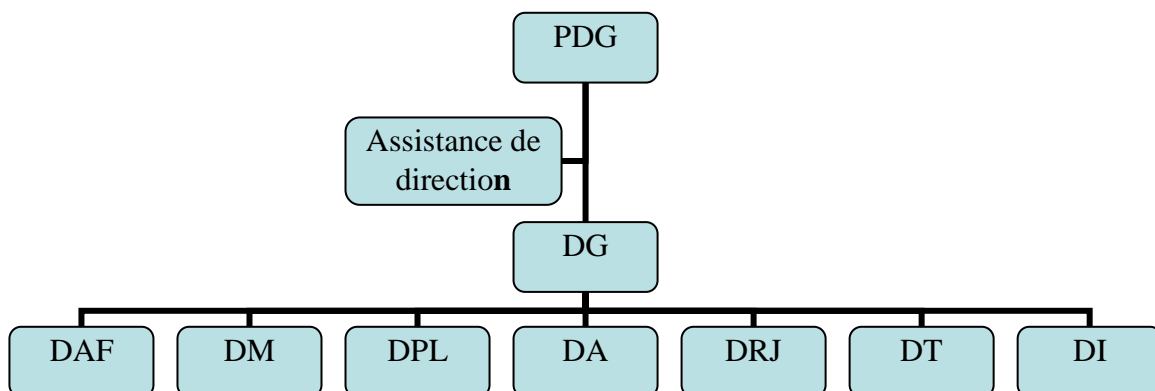 PDG
Assistance de
direction
DG
DAF DM DPL DA DRJ DT DI